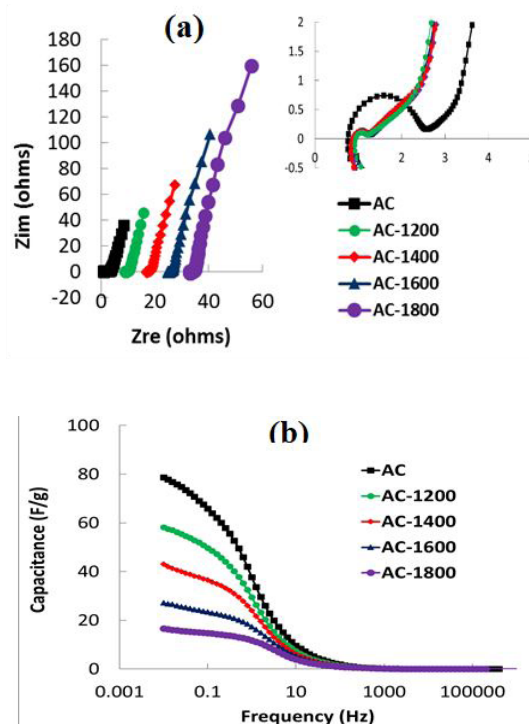 (a)
180
160
140
120
100
80
60
40
20
0
-20
Zim (ohms)
0 20 40 60
Zre (ohms)
2
1.5
1
0.5
0
-0.5
0 1 2 3 4 5
AC
AC-1200
AC-1400
AC-1600
AC-1800
(b)
100
80
60
40
20
0
Capacitance (F/g)
0.001 0.1 10 1000 100000
Frequency (Hz)
AC
AC-1200
AC-1400
AC-1600
AC-1800